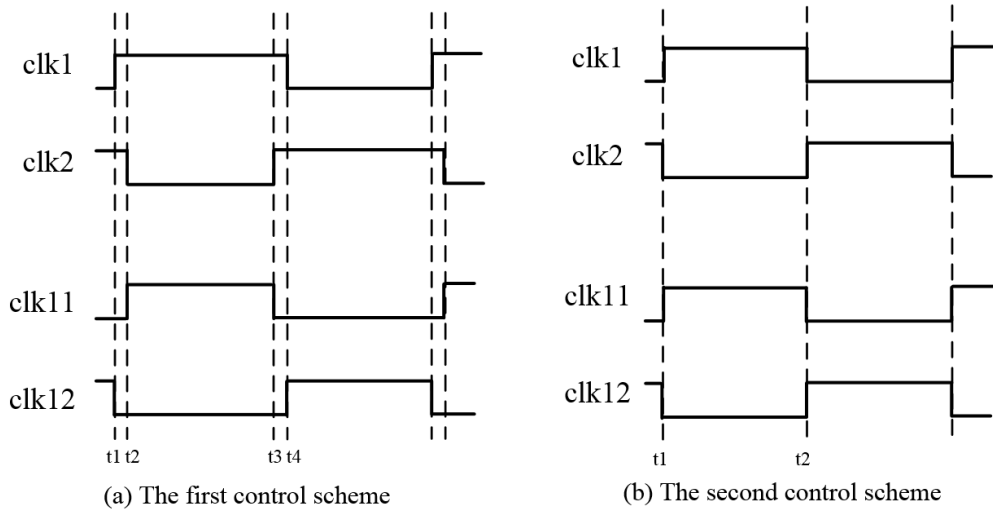 clk1
clk2
clk11
clk12
t1 t2 t3 t4
(a) The first control scheme
clk1
clk2
clk11
clk12
t1 t2
(b) The second control scheme